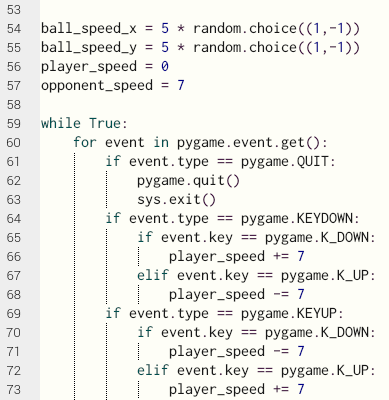 53
54 ball_speed_x = 5 * random.choice((1,-1))
55 ball_speed_y = 5 * random.choice((1,-1))
56 player_speed = 0
57 opponent_speed = 7
58
59 while True:
60     for event in pygame.event.get():
61         if event.type == pygame.QUIT:
62             pygame.quit()
63             sys.exit()
64         if event.type == pygame.KEYDOWN:
65             if event.key == pygame.K_DOWN:
66                 player_speed += 7
67             elif event.key == pygame.K_UP:
68                 player_speed -= 7
69         if event.type == pygame.KEYUP:
70             if event.key == pygame.K_DOWN:
71                 player_speed -= 7
72             elif event.key == pygame.K_UP:
73                 player_speed += 7